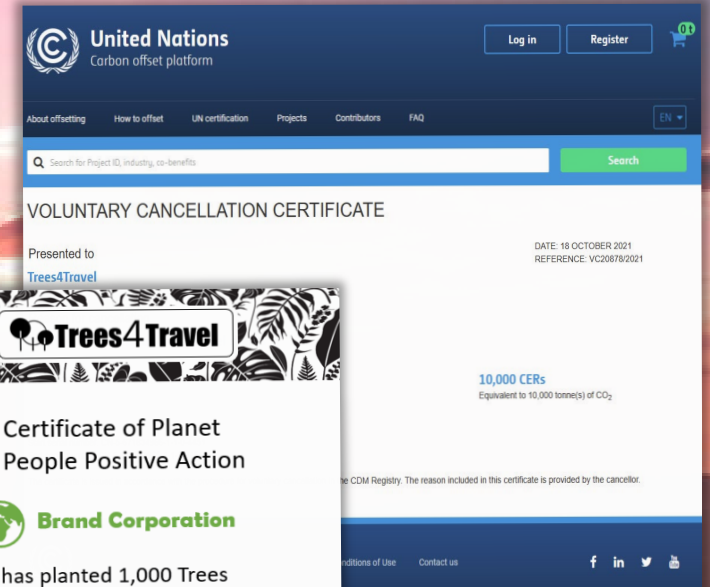 United Nations
Carbon offset platform
Log in
Register
0 t
About offsetting
How to offset
UN certification
Projects
Contributors
FAQ
EN
Search for Project ID, industry, co-benefits
Search
VOLUNTARY CANCELLATION CERTIFICATE
Presented to
Trees4Travel
DATE: 18 OCTOBER 2021
REFERENCE: VC20878/2021
10,000 CERs
Equivalent to 10,000 tonne(s) of CO2
CDM Registry. The reason included in this certificate is provided by the cancellor.
of Use
Contact us
f in
Trees4Travel
Certificate of Planet
People Positive Action
Brand Corporation
has planted 1,000 Trees